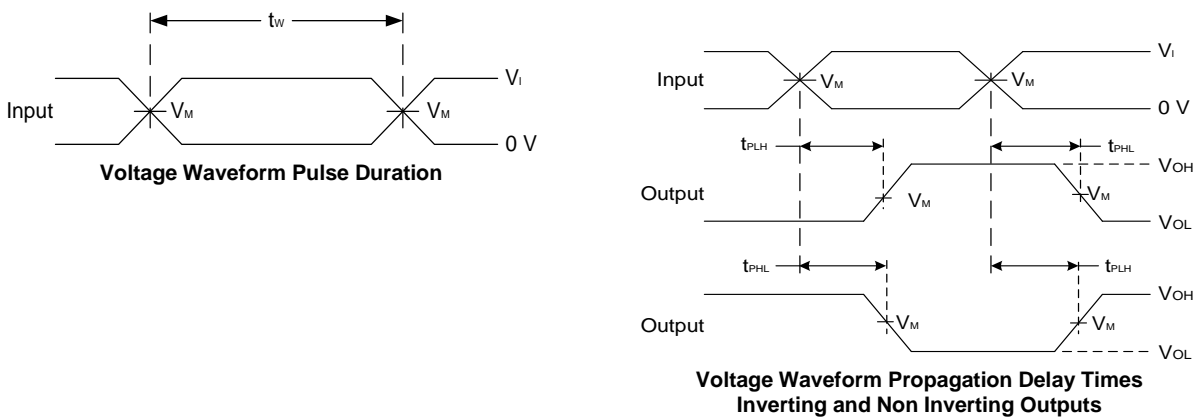 tW
VI
Input
VM
VM
0 V
Voltage Waveform Pulse Duration
VI
Input
VM
VM
0 V
tPLH
tPHL
VOH
Output
VM
VM
VOL
tPHL
tPLH
VOH
Output
VM
VM
VOL
Voltage Waveform Propagation Delay Times
Inverting and Non Inverting Outputs